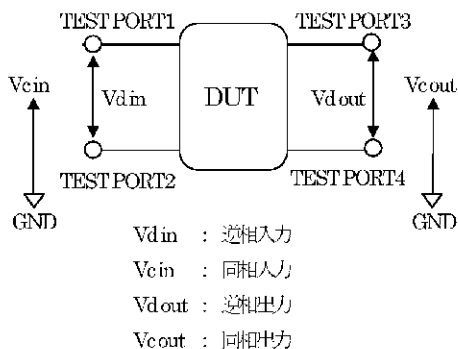 TEST PORT1
TEST PORT3
Vcin
Vdin
DUT
Vdout
Vcout
TEST PORT2
TEST PORT4
GND
GND
Vdin : 逆相入力
Vcin : 同相入力
Vdout : 逆相出力
Vcout : 同相出力